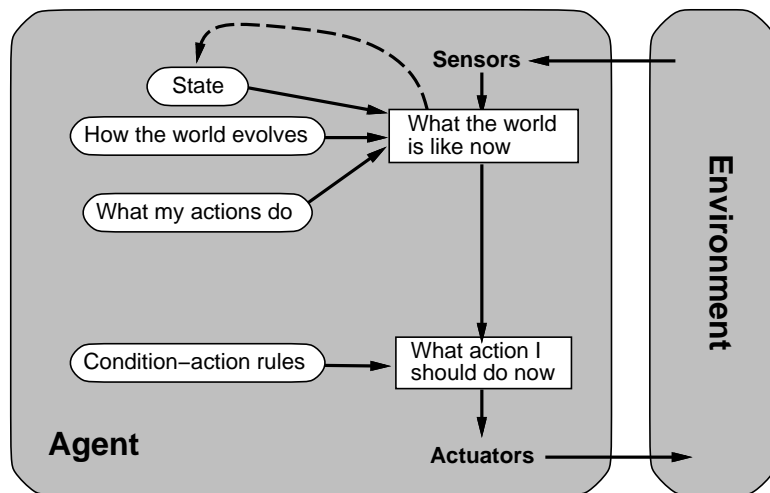 Sensors
State
What the world
is like now
How the world evolves
What my actions do
Environment
What action I
should do now
Condition−action rules
Agent
Actuators